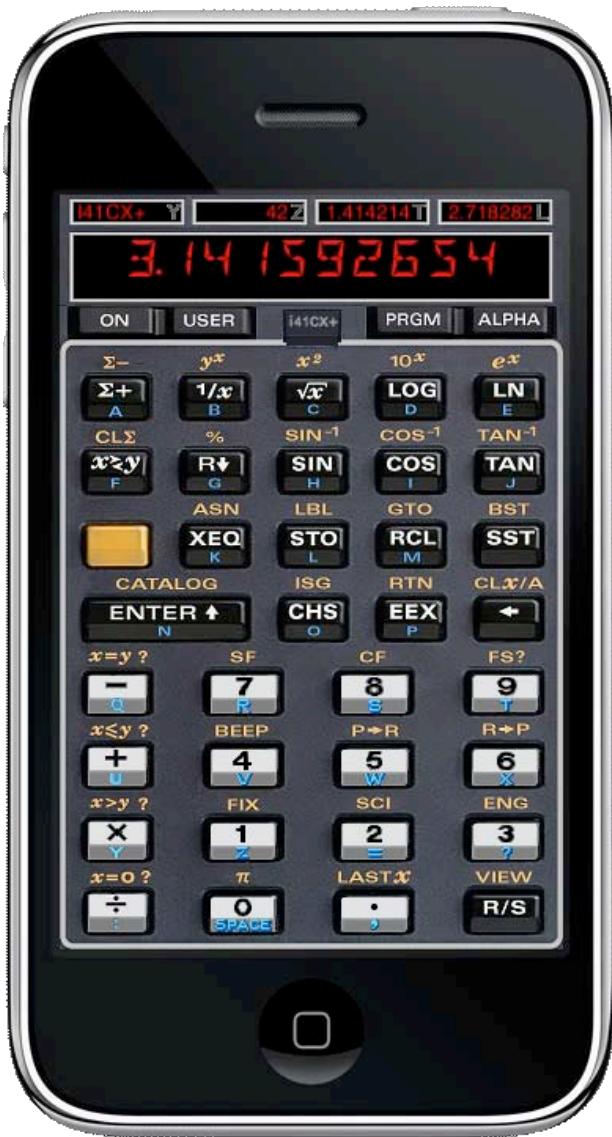 I41CX+ Y 42 Z 1.414214 T 2.718282 L
3.141592654
ON USER i41CX+ PRGM ALPHA
Σ− yˣ x² 10ˣ eˣ
Σ+ 1/x √x LOG LN
A B C D E
CLΣ % SIN⁻¹ COS⁻¹ TAN⁻¹
x≷y R↓ SIN COS TAN
F G H I J
ASN LBL GTO BST
XEQ STO RCL SST
K L M
CATALOG ISG RTN CLx/A
ENTER ↑ CHS EEX ←
N O P
x=y ? SF CF FS?
− 7 8 9
Q R S T
x≤y ? BEEP P→R R→P
+ 4 5 6
U V W X
x>y ? FIX SCI ENG
× 1 2 3
Y Z = ?
x=0 ? π LASTx VIEW
÷ 0 . R/S
: SPACE ,